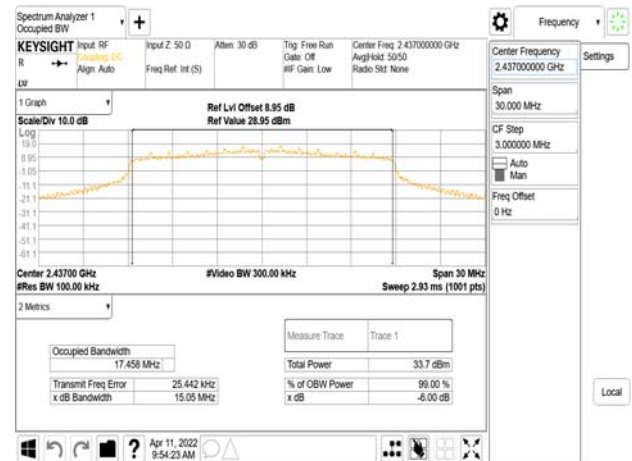 Spectrum Analyzer 1
Occupied BW
Frequency
KEYSIGHT Input: RF
Input Z: 50 Ω
Atten: 30 dB
Trig: Free Run
Center Freq: 2.437000000 GHz
R
Coupling: DC
Gate: Off
Avg|Hold: 50/50
Align: Auto
Freq Ref: Int (S)
#IF Gain: Low
Radio Std: None
LXI
1 Graph
Ref Lvl Offset 8.95 dB
Scale/Div 10.0 dB
Ref Value 28.95 dBm
Log
19.0
8.95
-1.05
-11.1
-21.1
-31.1
-41.1
-51.1
-61.1
Center 2.43700 GHz
#Video BW 300.00 kHz
Span 30 MHz
#Res BW 100.00 kHz
Sweep 2.93 ms (1001 pts)
2 Metrics
Measure Trace
Trace 1
Occupied Bandwidth
17.458 MHz
Total Power
33.7 dBm
Transmit Freq Error
25.442 kHz
% of OBW Power
99.00 %
x dB Bandwidth
15.05 MHz
x dB
-6.00 dB
Center Frequency
2.437000000 GHz
Settings
Span
30.000 MHz
CF Step
3.000000 MHz
Auto
Man
Freq Offset
0 Hz
Local
?
Apr 11, 2022
9:54:23 AM